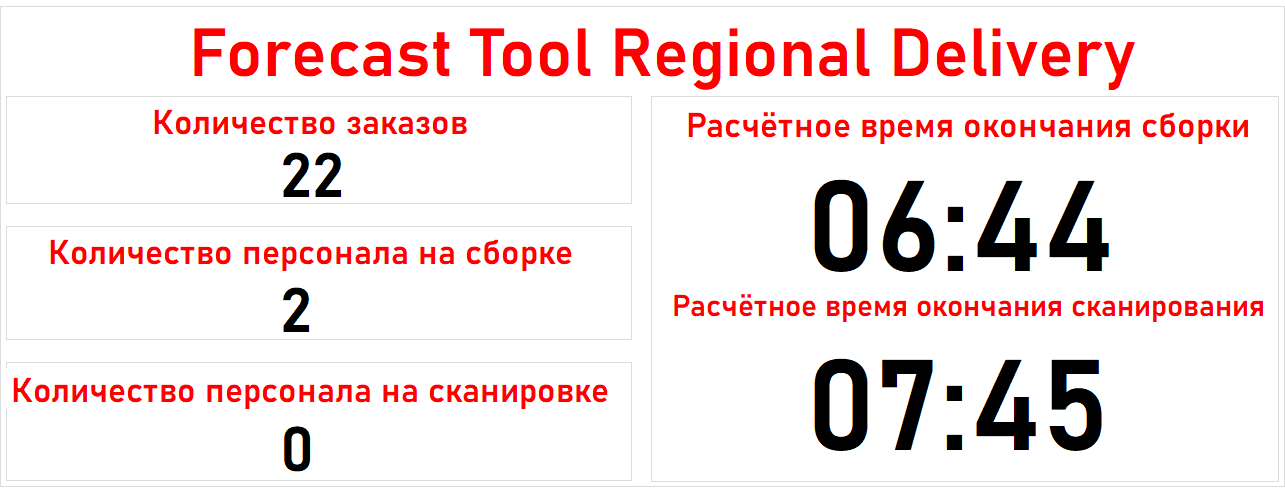 Forecast Tool Regional Delivery
Количество заказов
22
Количество персонала на сборке
2
Количество персонала на сканировке
0
Расчётное время окончания сборки
06:44
Расчётное время окончания сканирования
07:45